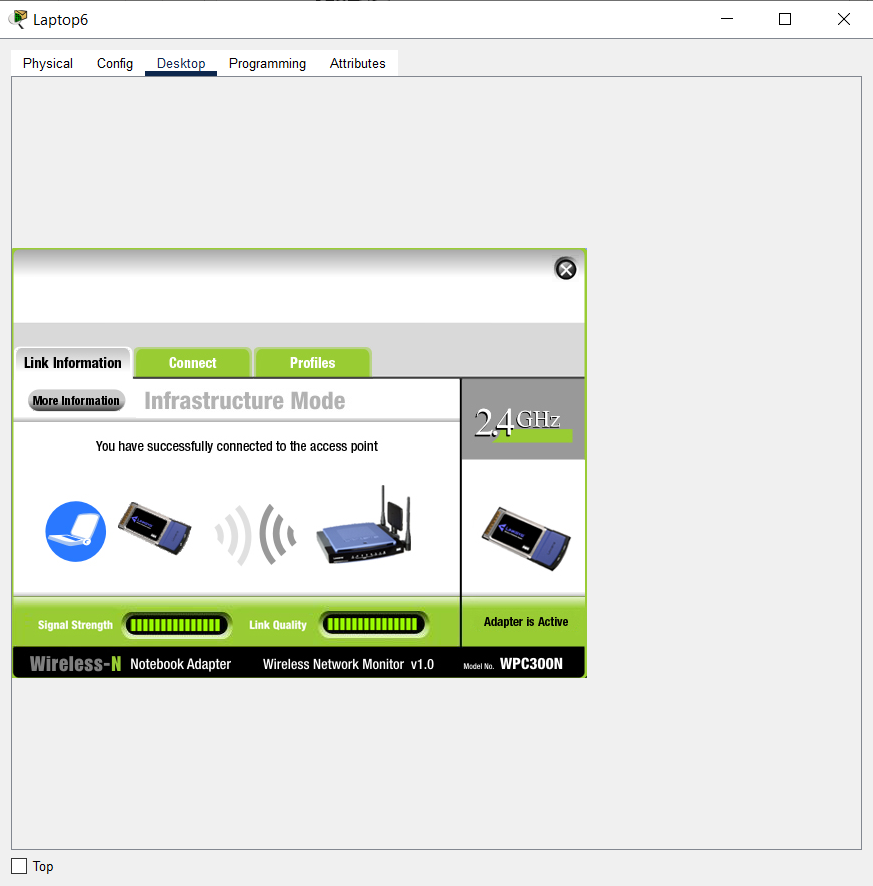 Laptop6
Physical Config Desktop Programming Attributes
Link Information Connect Profiles
More Information Infrastructure Mode
2.4GHz
You have successfully connected to the access point
Signal Strength Link Quality Adapter is Active
Wireless-N Notebook Adapter Wireless Network Monitor v1.0 Model No. WPC300N
Top